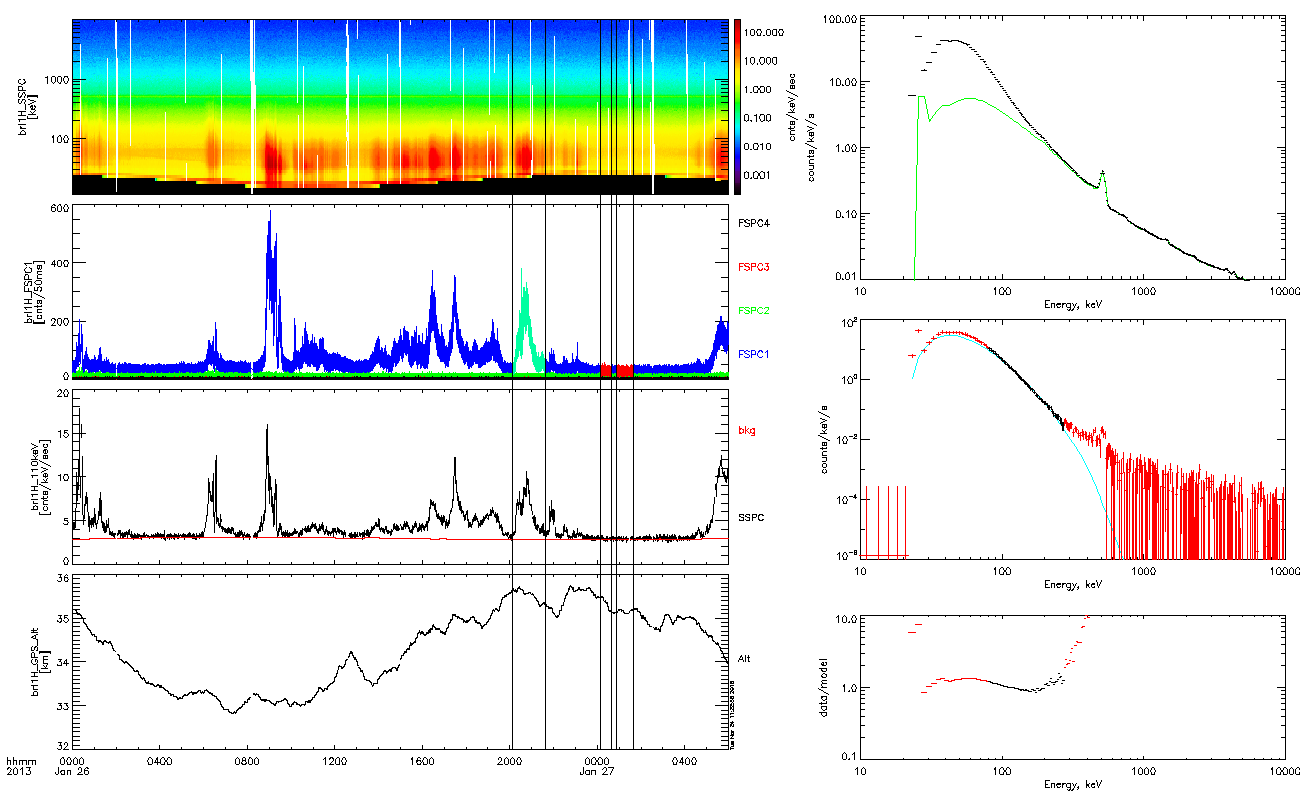 br11H_SSPC
[keV]
1000
100
100.000
10.000
1.000
0.100
0.010
0.001
cnts/keV/sec
br11H_FSPC1
[cnts/50ms]
600
400
200
0
FSPC4
FSPC3
FSPC2
FSPC1
br11H_110keV
[cnts/keV/sec]
20
15
10
5
0
bkg
SSPC
br11H_GPS_Alt
[km]
36
35
34
33
32
Alt
hhmm
2013
0000
0400
0800
1200
1600
2000
0000
0400
Jan 26
Jan 27
counts/keV/s
100.00
10.00
1.00
0.10
0.01
10
100
1000
10000
Energy, keV
counts/keV/s
10²
10⁰
10⁻²
10⁻⁴
10⁻⁶
10
100
1000
10000
Energy, keV
data/model
10.0
1.0
0.1
10
100
1000
10000
Energy, keV